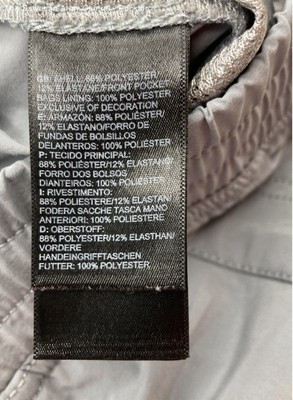 GB: SHELL: 88% POLYESTER/
12% ELASTANE/FRONT POCKET
BAGS LINING: 100% POLYESTER
EXCLUSIVE OF DECORATION
E: ARMAZÓN: 88% POLIÉSTER/
12% ELASTANO/FORRO DE
FUNDAS DE BOLSILLOS
DELANTEROS: 100% POLIÉSTER
P: TECIDO PRINCIPAL:
88% POLIÉSTER/12% ELASTANO/
FORRO DOS BOLSOS
DIANTEIROS: 100% POLIÉSTER
I: RIVESTIMENTO:
88% POLIESTERE/12% ELASTAN/
FODERA SACCHE TASCA MANO
ANTERIORI: 100% POLIESTERE
D: OBERSTOFF:
88% POLYESTER/12% ELASTHAN/
VORDERE
HANDEINGRIFFTASCHEN
FUTTER: 100% POLYESTER